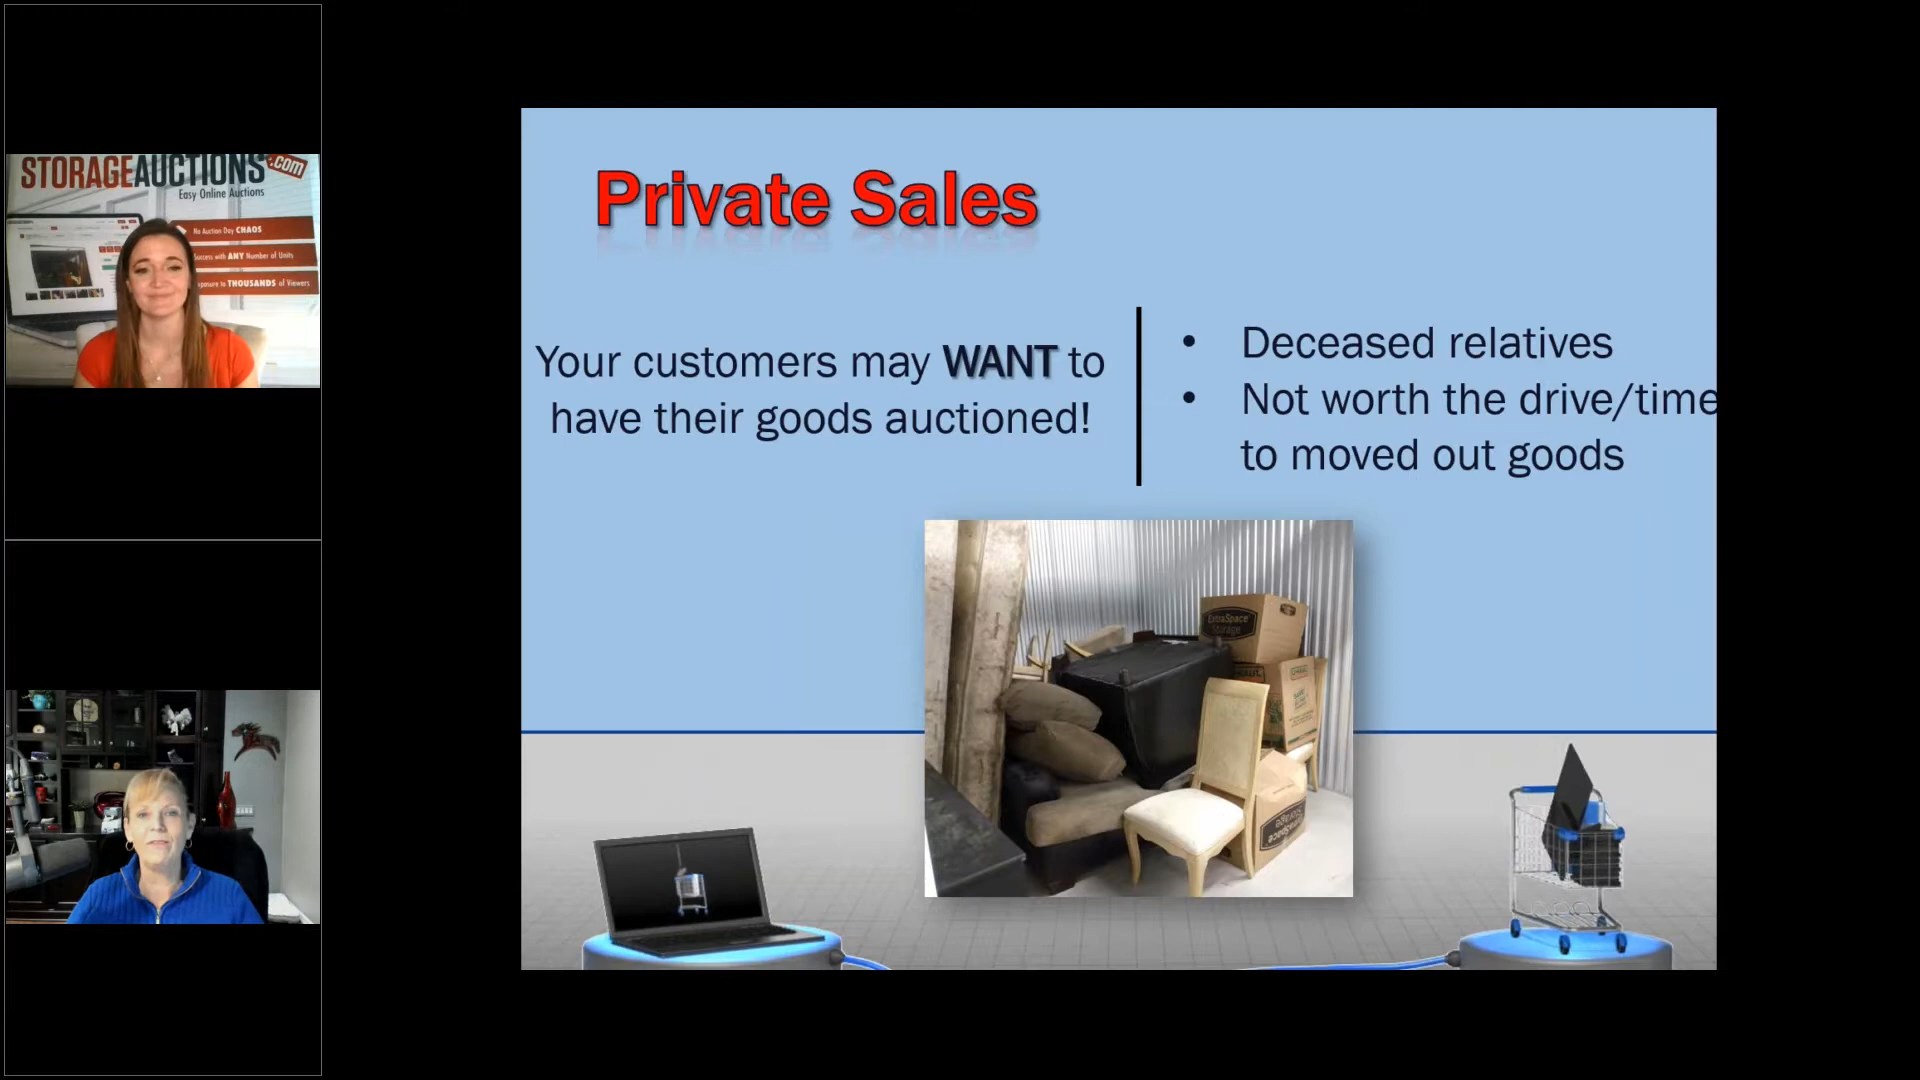 STORAGEAUCTIONS.com
Easy Online Auctions
No Auction Day CHAOS
Success with ANY Number of Units
Exposure to THOUSANDS of Viewers
Private Sales
Your customers may WANT to
have their goods auctioned!
• Deceased relatives
• Not worth the drive/time
to moved out goods
ExtraSpace
Storage